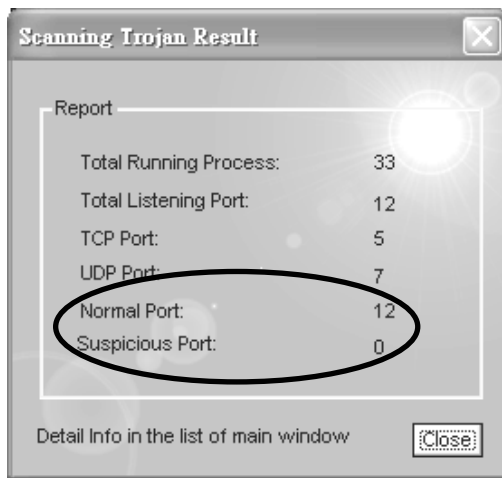 Scanning Trojan Result
Report
Total Running Process: 33
Total Listening Port: 12
TCP Port: 5
UDP Port: 7
Normal Port: 12
Suspicious Port: 0
Detail Info in the list of main window
Close